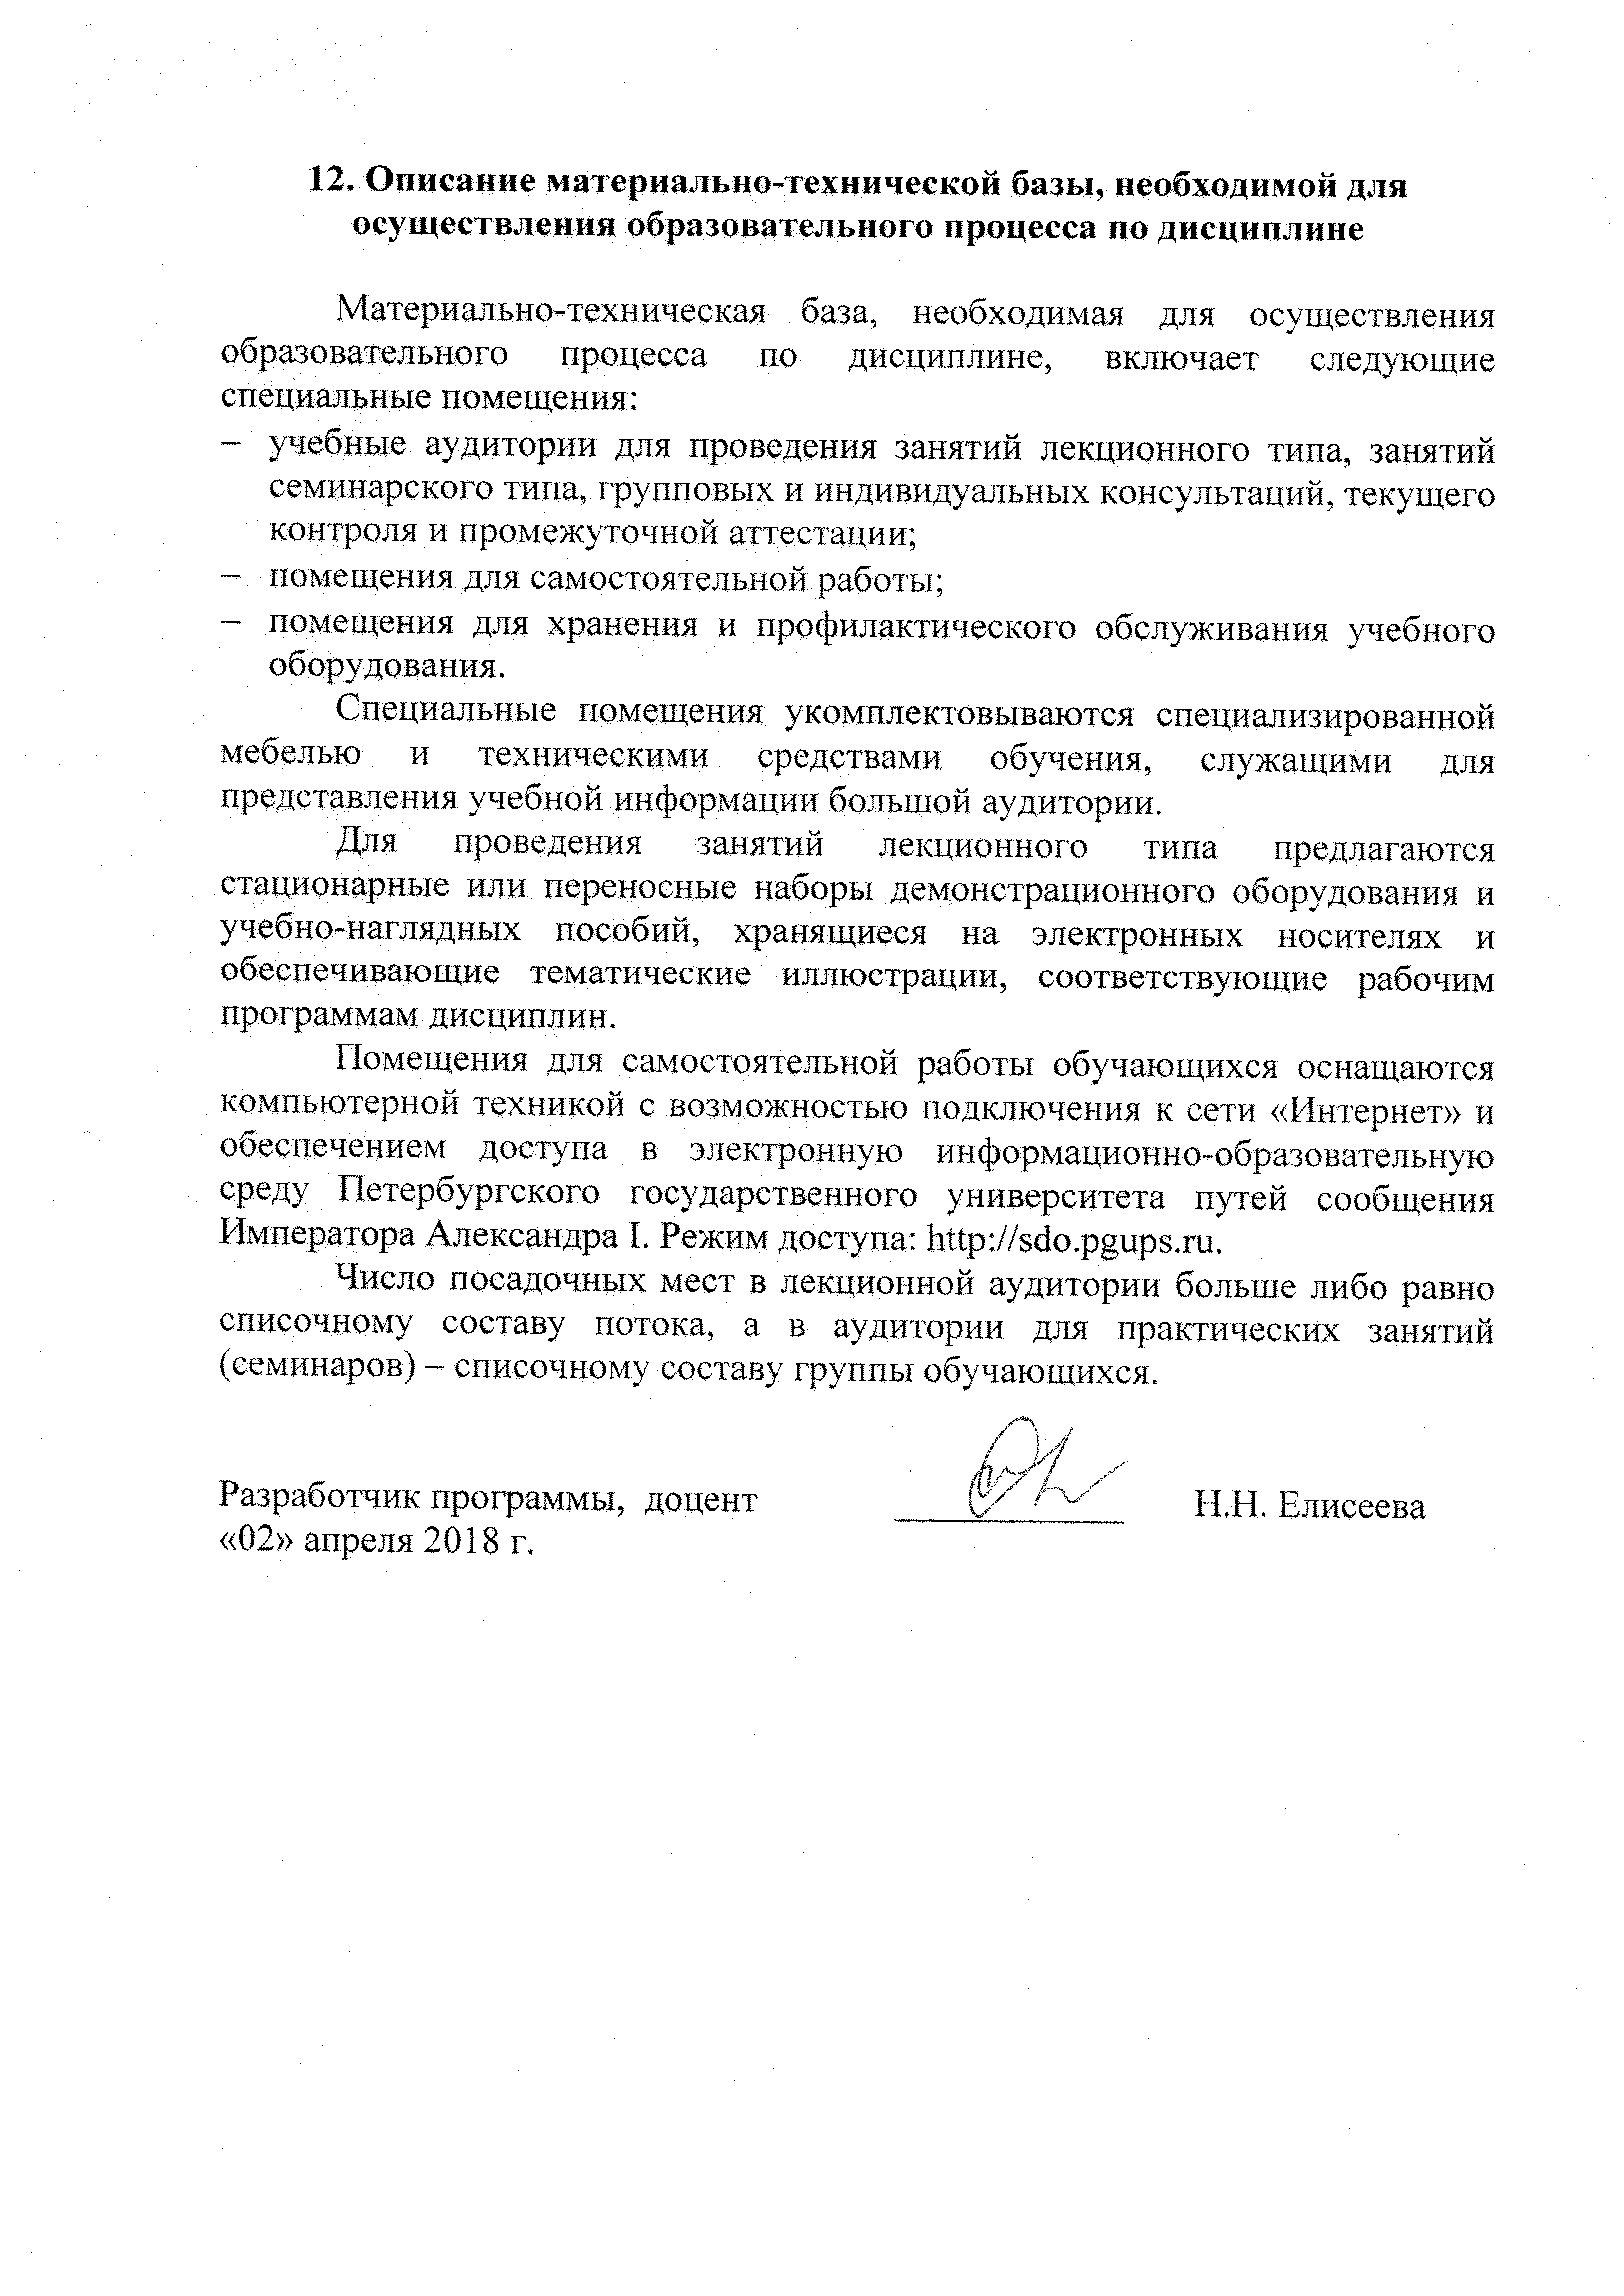 12. Описание материально-технической базы, необходимой для
осуществления образовательного процесса по дисциплине
Материально-техническая база, необходимая для осуществления
образовательного процесса по дисциплине, включает следующие
специальные помещения:
– учебные аудитории для проведения занятий лекционного типа, занятий
семинарского типа, групповых и индивидуальных консультаций, текущего
контроля и промежуточной аттестации;
– помещения для самостоятельной работы;
– помещения для хранения и профилактического обслуживания учебного
оборудования.
Специальные помещения укомплектовываются специализированной
мебелью и техническими средствами обучения, служащими для
представления учебной информации большой аудитории.
Для проведения занятий лекционного типа предлагаются
стационарные или переносные наборы демонстрационного оборудования и
учебно-наглядных пособий, хранящиеся на электронных носителях и
обеспечивающие тематические иллюстрации, соответствующие рабочим
программам дисциплин.
Помещения для самостоятельной работы обучающихся оснащаются
компьютерной техникой с возможностью подключения к сети «Интернет» и
обеспечением доступа в электронную информационно-образовательную
среду Петербургского государственного университета путей сообщения
Императора Александра I. Режим доступа: http://sdo.pgups.ru.
Число посадочных мест в лекционной аудитории больше либо равно
списочному составу потока, а в аудитории для практических занятий
(семинаров) – списочному составу группы обучающихся.
Разработчик программы, доцент Н.Н. Елисеева
«02» апреля 2018 г.